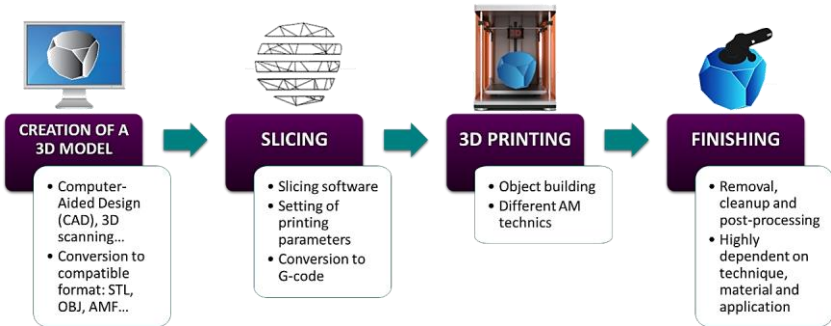 CREATION OF A
3D MODEL
• Computer-
Aided Design
(CAD), 3D
scanning...
• Conversion to
compatible
format: STL,
OBJ, AMF...
SLICING
• Slicing software
• Setting of
printing
parameters
• Conversion to
G-code
3D PRINTING
• Object building
• Different AM
technics
FINISHING
• Removal,
cleanup and
post-processing
• Highly
dependent on
technique,
material and
application